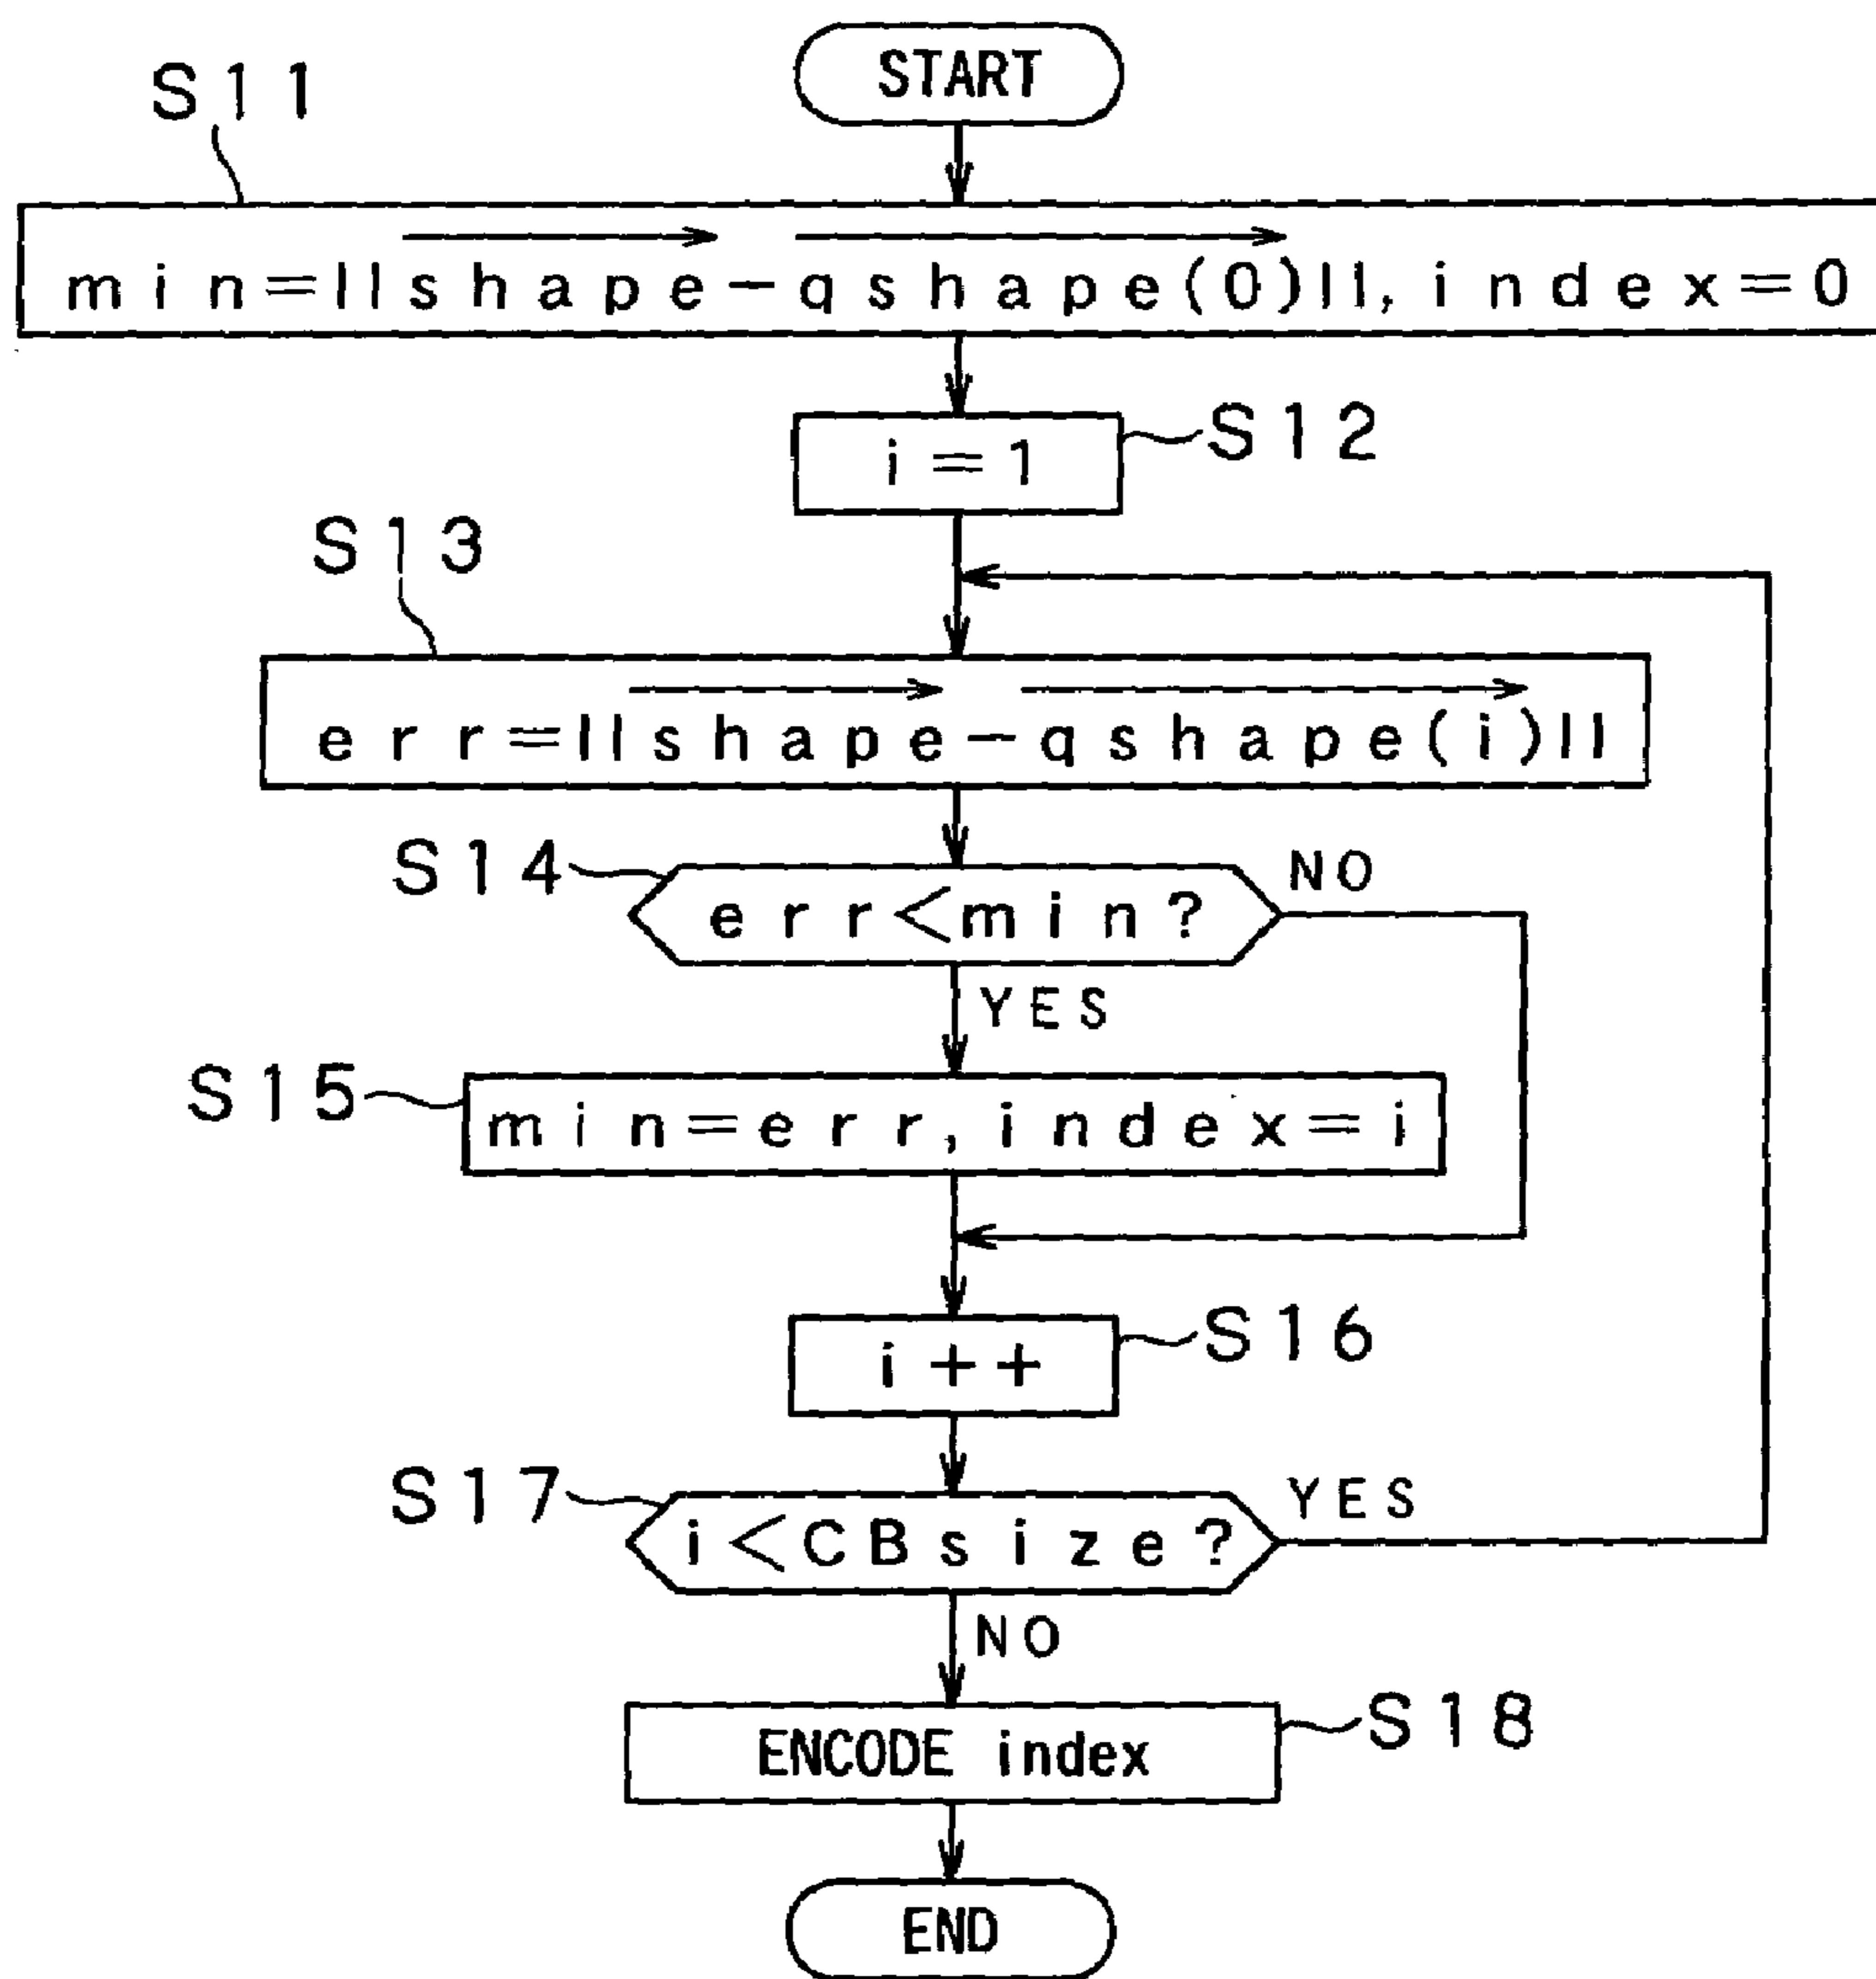 START
S11
min=||shape-qshape(0)||, index=0
i=1
S12
S13
err=||shape-qshape(i)||
S14
err<min?
NO
YES
S15
min=err, index=i
i++
S16
S17
i<CBsize?
YES
NO
ENCODE index
S18
END